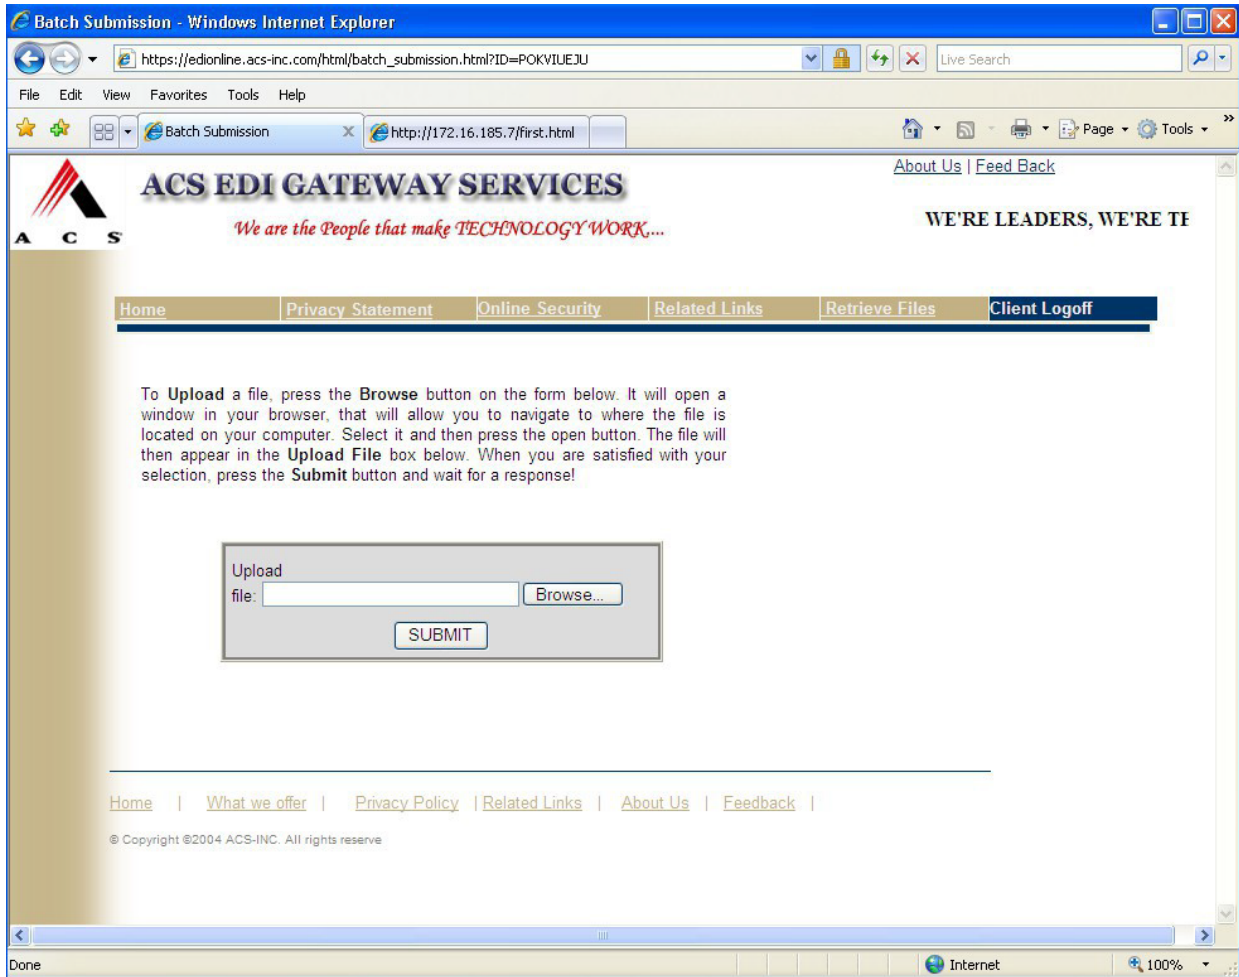 Batch Submission - Windows Internet Explorer
https://edionline.acs-inc.com/html/batch_submission.html?ID=POKVIUEJU
Live Search
File Edit View Favorites Tools Help
Batch Submission X http://172.16.185.7/first.html Page Tools »
About Us | Feed Back
ACS EDI GATEWAY SERVICES
We are the People that make TECHNOLOGY WORK,...
WE'RE LEADERS, WE'RE TH
A C S
Home Privacy Statement Online Security Related Links Retrieve Files Client Logoff
To Upload a file, press the Browse button on the form below. It will open a
window in your browser, that will allow you to navigate to where the file is
located on your computer. Select it and then press the open button. The file will
then appear in the Upload File box below. When you are satisfied with your
selection, press the Submit button and wait for a response!
Upload
file: Browse...
SUBMIT
Home | What we offer | Privacy Policy | Related Links | About Us | Feedback |
© Copyright ©2004 ACS-INC. All rights reserve
Done Internet 100%